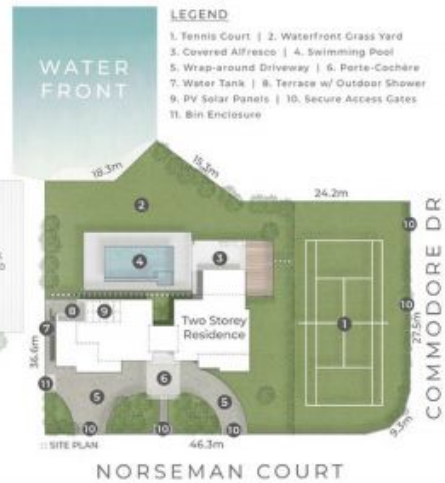 LEGEND
1. Tennis Court | 2. Waterfront Grass Yard
3. Covered Alfresco | 4. Swimming Pool
5. Wrap-around Driveway | 6. Porte-Cochère
7. Water Tank | 8. Terrace w/ Outdoor Shower
9. PV Solar Panels | 10. Secure Access Gates
11. Bin Enclosure
WATER
FRONT
18.3m
15.3m
24.2m
2
10
3
4
COMMODORE DR
8
9
10
Two Storey
Residence
1
7
27.5m
36.6m
6
11
5
5
9.3m
10
10
10
:: SITE PLAN
46.3m
NORSEMAN COURT